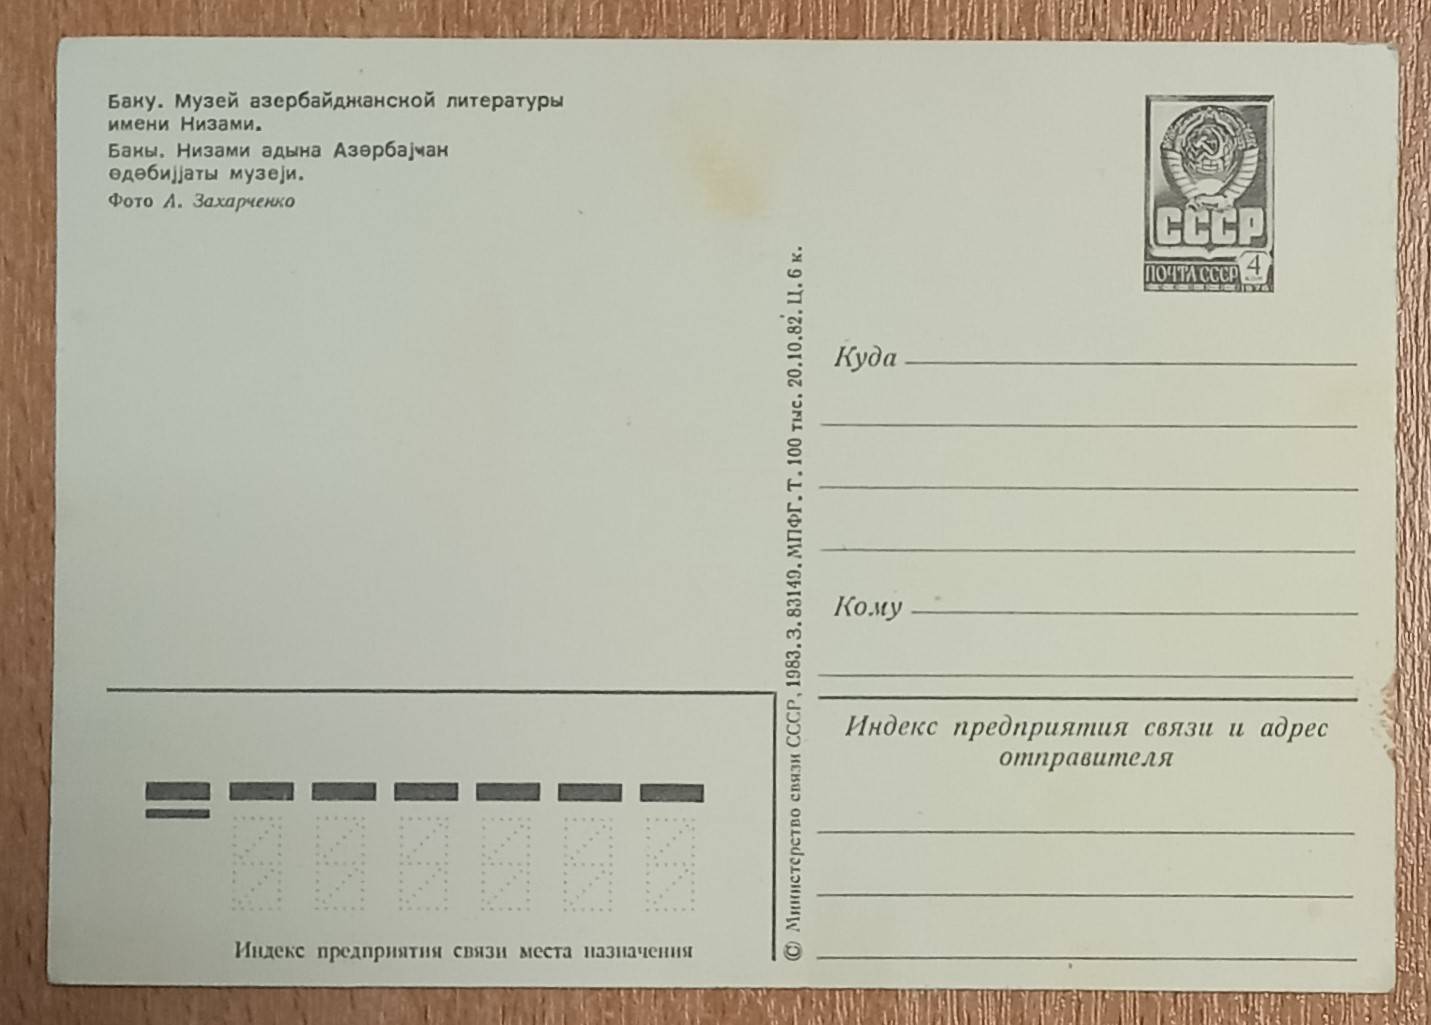 Баку. Музей азербайджанской литературы
имени Низами.
Бакы. Низами адына Азәрбајҹан
әдәбијјаты музеји.
Фото А. Захарченко
СССР
ПОЧТА СССР 4
1976
© Министерство связи СССР, 1983. З. 83149. МПФГ. Т. 100 тыс. 20.10.82. Ц. 6 к.
Куда
Кому
Индекс предприятия связи и адрес
отправителя
Индекс предприятия связи места назначения